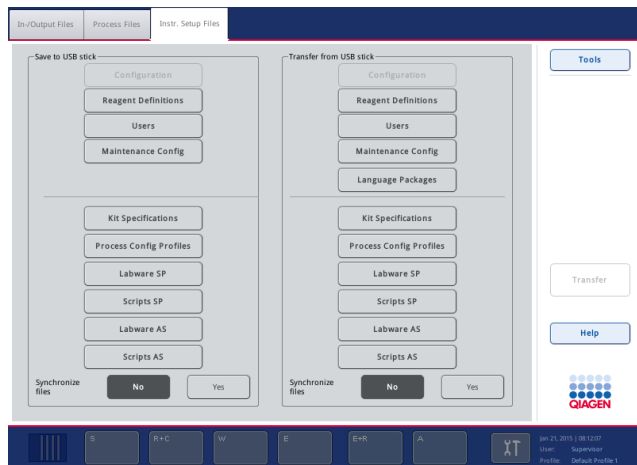 In-/Output Files
Process Files
Instr. Setup Files
Save to USB stick
Configuration
Reagent Definitions
Users
Maintenance Config
Kit Specifications
Process Config Profiles
Labware SP
Scripts SP
Labware AS
Scripts AS
Synchronize
files
No
Yes
Transfer from USB stick
Configuration
Reagent Definitions
Users
Maintenance Config
Language Packages
Kit Specifications
Process Config Profiles
Labware SP
Scripts SP
Labware AS
Scripts AS
Synchronize
files
No
Yes
Tools
Transfer
Help
QIAGEN
S
R+C
W
E
E+R
A
Jan 21, 2015 | 08:12:07
User: Supervisor
Profile: Default Profile 1